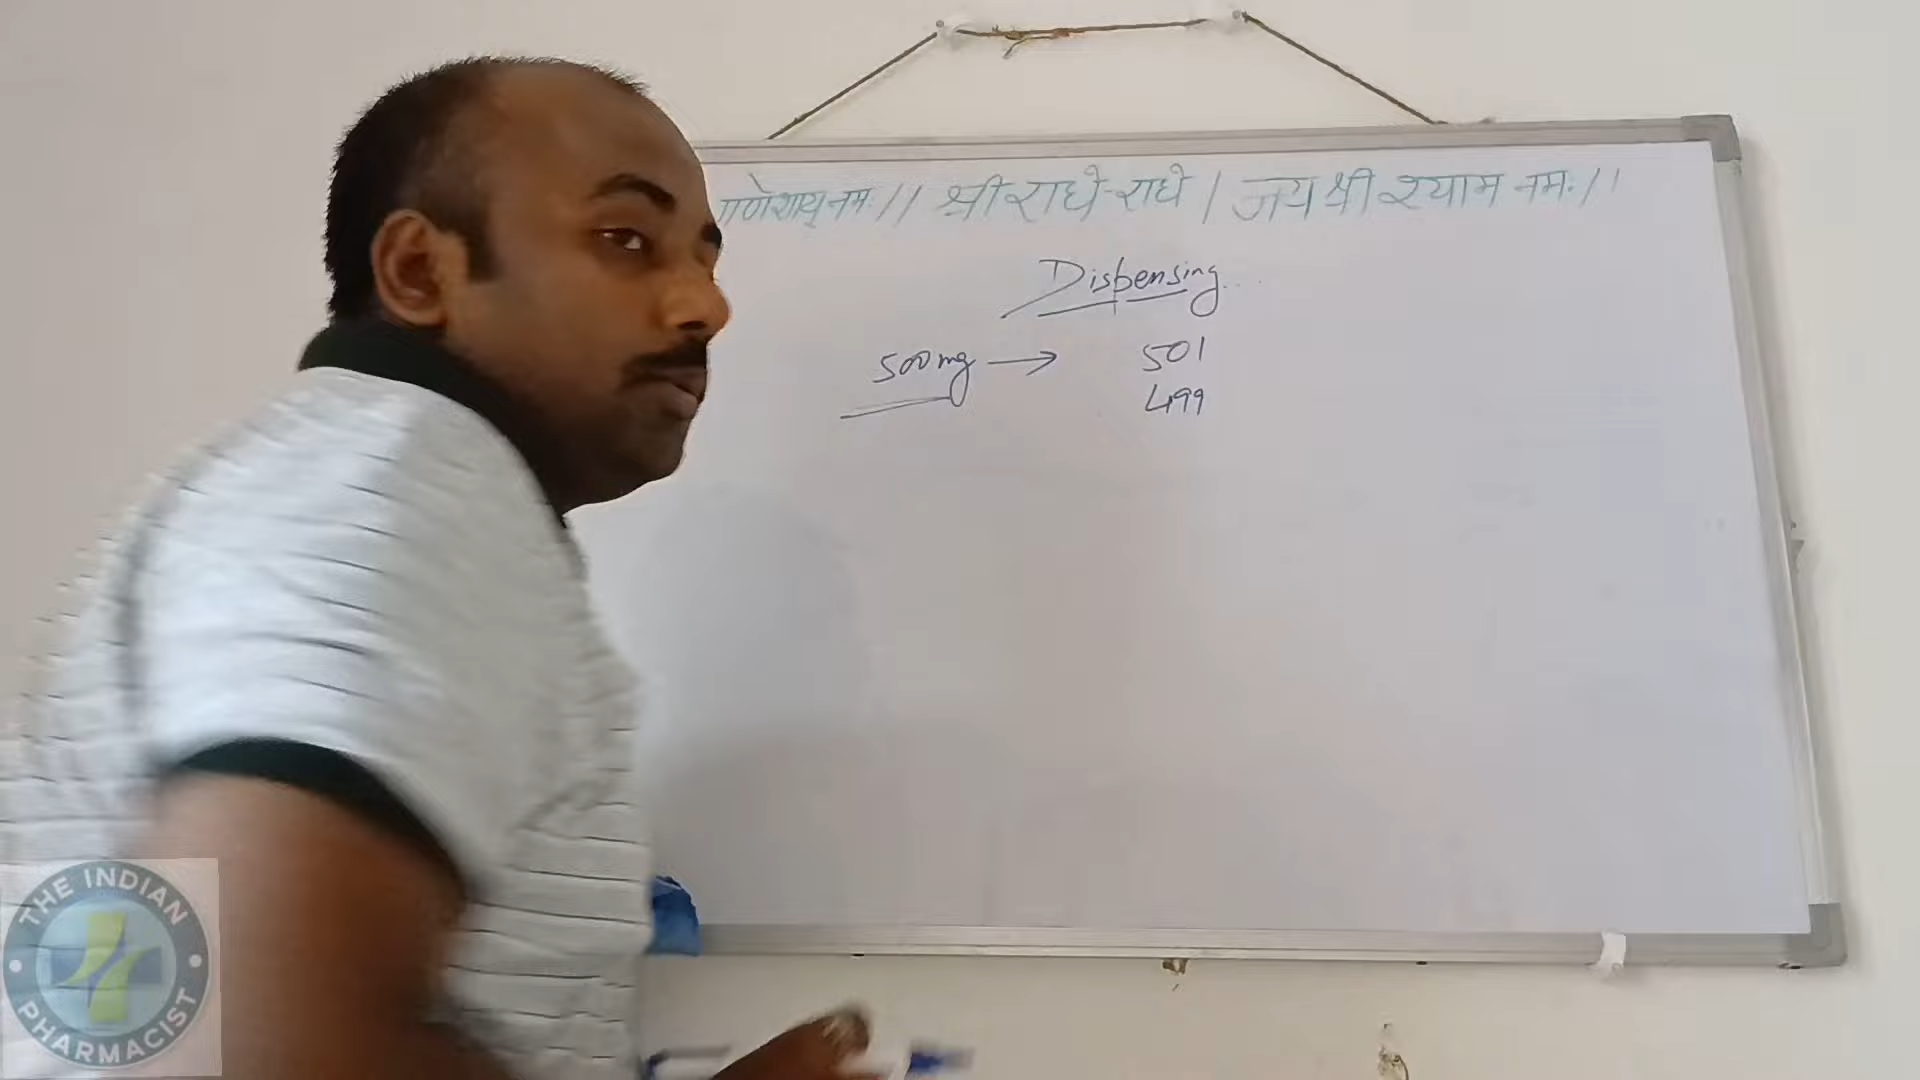 गणेशाय नमः // श्री राधे-राधे / जय श्री श्याम नमः //
Dispensing....
500mg → 501
499
THE INDIAN PHARMACIST